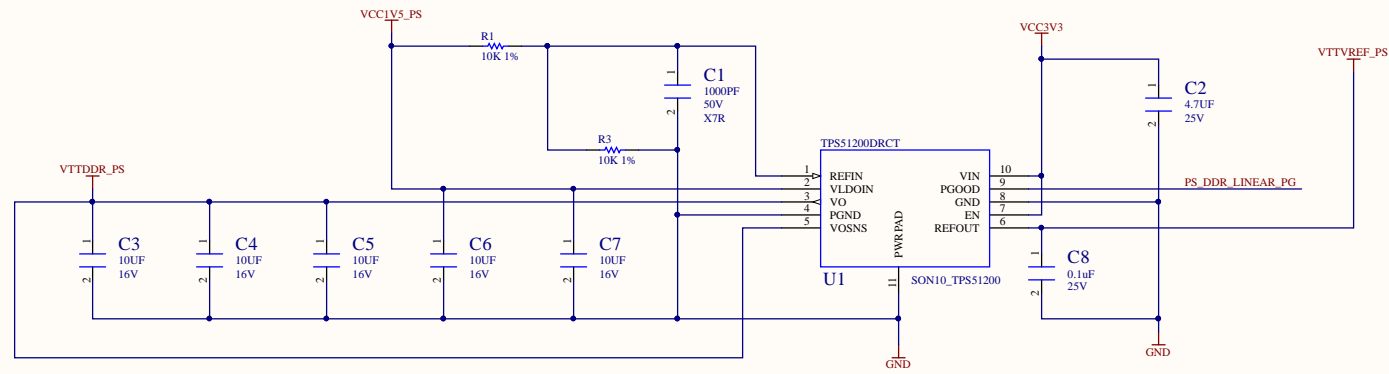 VCC1V5_PS
R1
10K 1%
C1
1000PF
50V
X7R
1
2
R3
10K 1%
VCC3V3
VTTVREF_PS
C2
4.7UF
25V
1
2
TPS51200DRCT
1 REFIN
2 VLDOIN
3 VO
4 PGND
5 VOSNS
PWRPAD
11
VIN 10
PGOOD 9
GND 8
EN 7
REFOUT 6
U1
SON10_TPS51200
PS_DDR_LINEAR_PG
VTTDDR_PS
C3
10UF
16V
1
2
C4
10UF
16V
1
2
C5
10UF
16V
1
2
C6
10UF
16V
1
2
C7
10UF
16V
1
2
C8
0.1uF
25V
1
2
GND
GND